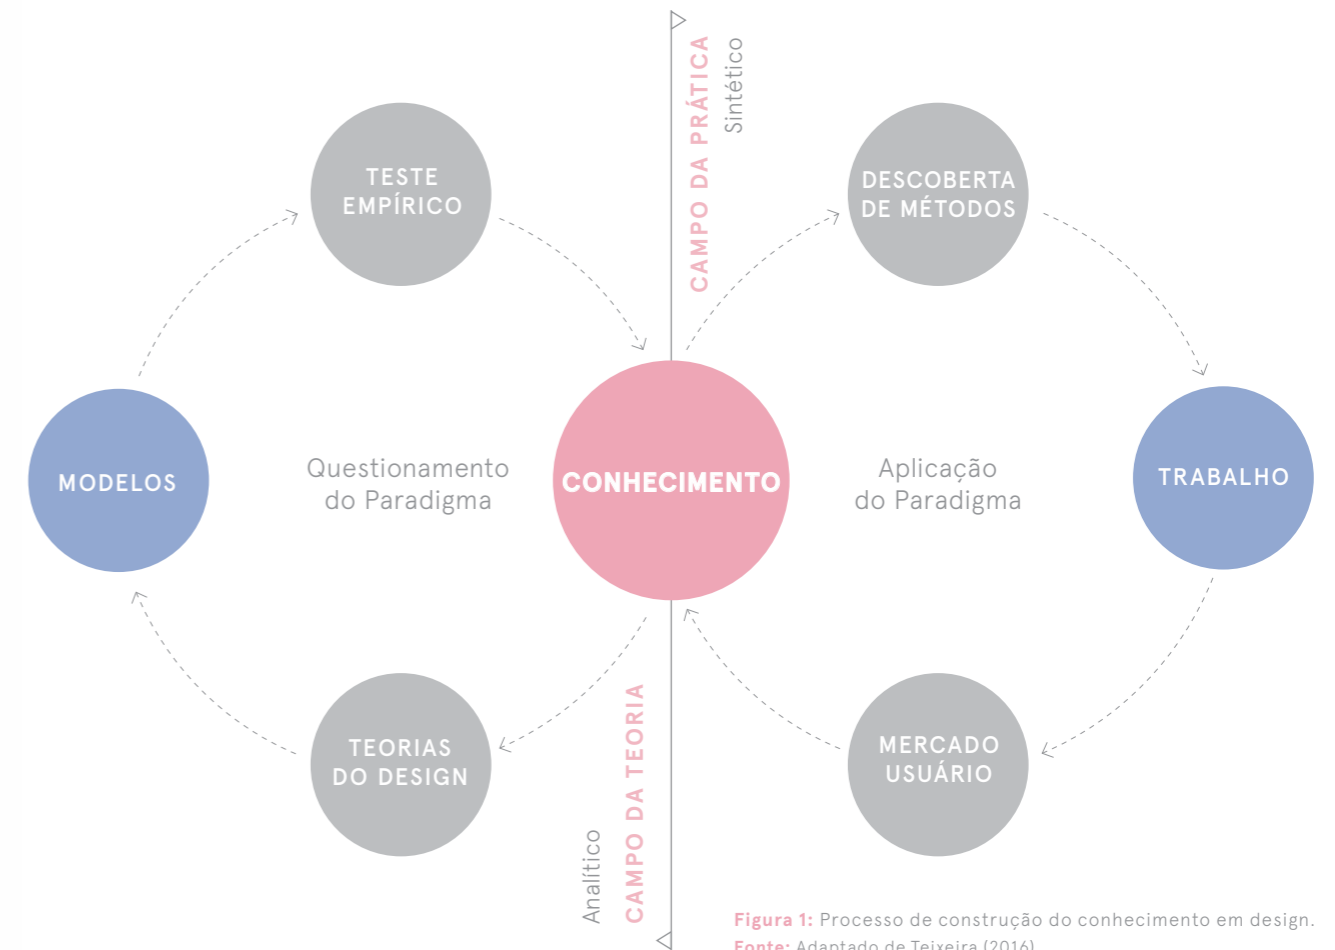 CAMPO DA PRÁTICA
Sintético
TESTE
EMPÍRICO
DESCOBERTA
DE MÉTODOS
MODELOS
Questionamento
do Paradigma
CONHECIMENTO
Aplicação
do Paradigma
TRABALHO
TEORIAS
DO DESIGN
MERCADO
USUÁRIO
Analítico
CAMPO DA TEORIA
Figura 1: Processo de construção do conhecimento em design.
Fonte: Adaptado de Teixeira (2016)